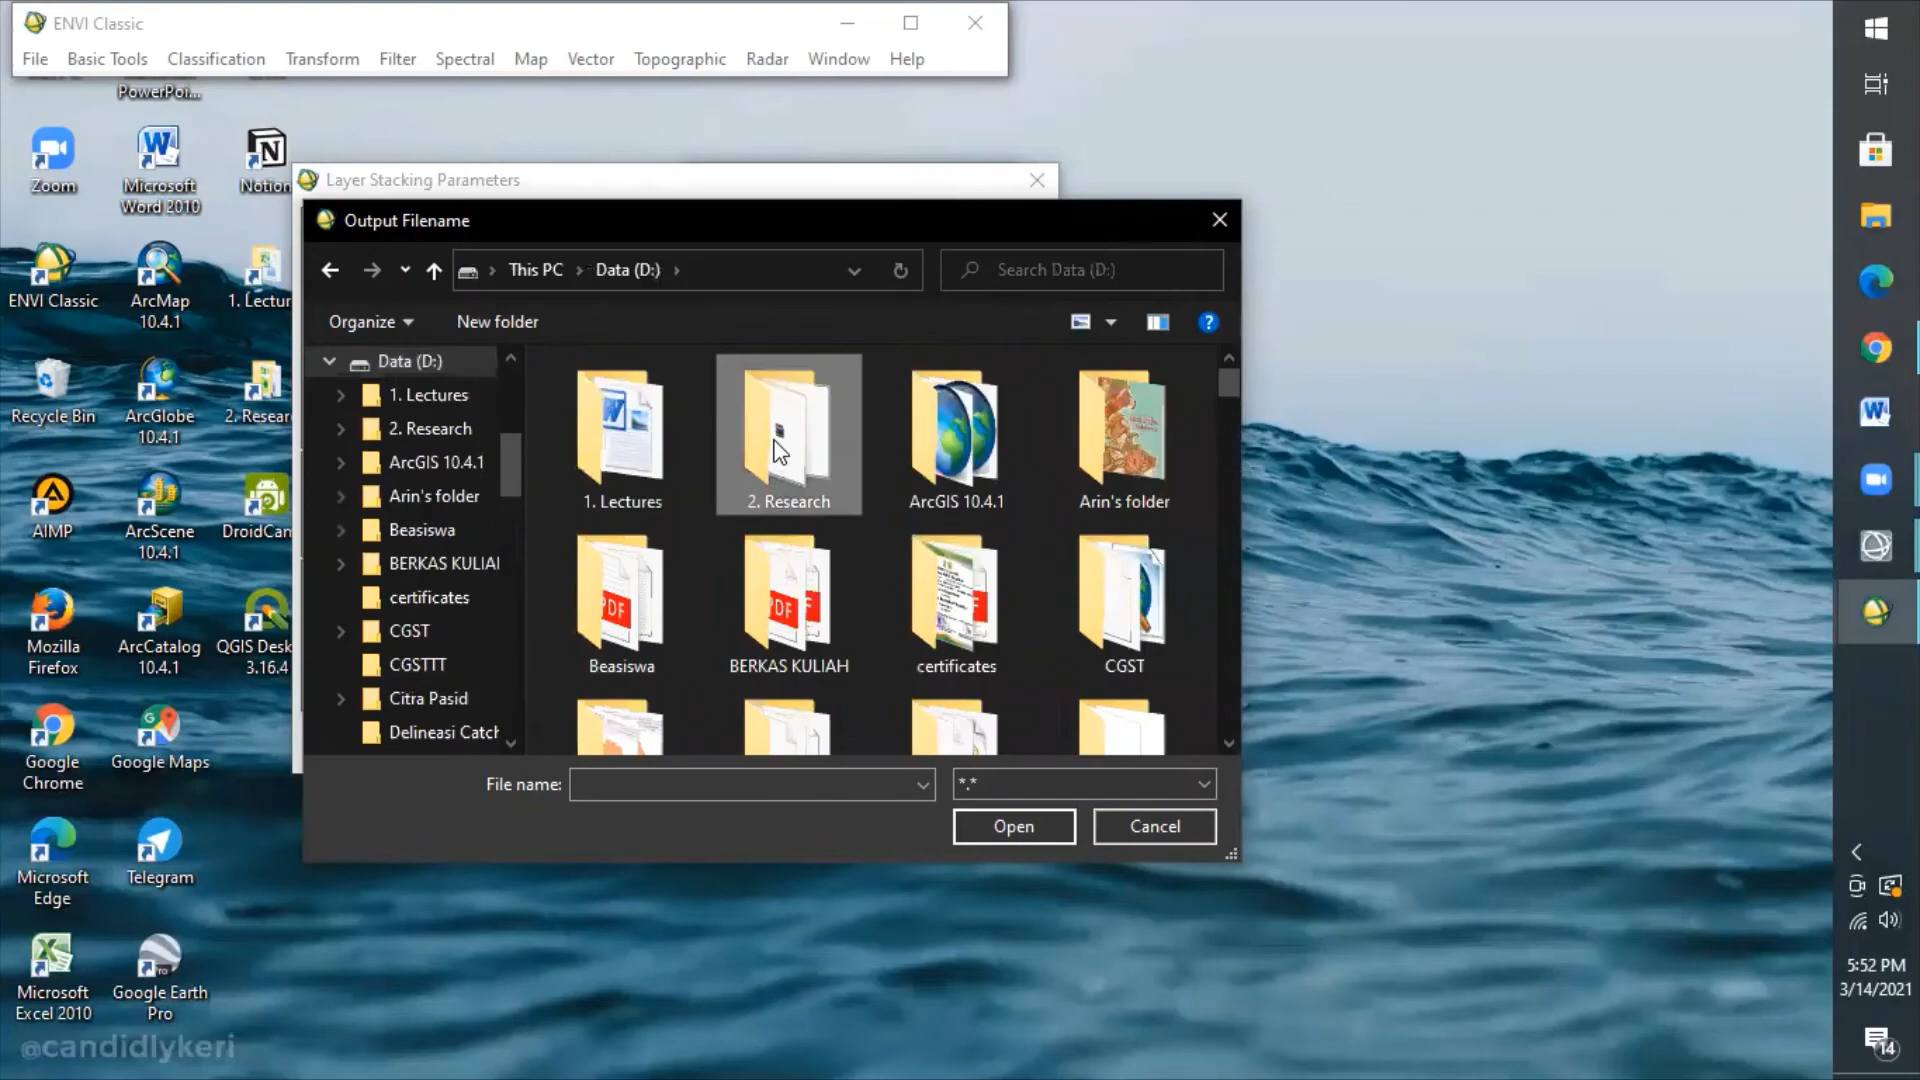 ENVI Classic
File Basic Tools Classification Transform Filter Spectral Map Vector Topographic Radar Window Help
PowerPoi...
Zoom
Microsoft
Word 2010
Notion
Layer Stacking Parameters
Output Filename
This PC Data (D:)
Search Data (D:)
Organize
New folder
ENVI Classic
ArcMap
10.4.1
1. Lectur
Recycle Bin
ArcGlobe
10.4.1
2. Resear
AIMP
ArcScene
10.4.1
DroidCan
Mozilla
Firefox
ArcCatalog
10.4.1
QGIS Desk
3.16.4
Google
Chrome
Google Maps
Microsoft
Edge
Telegram
Microsoft
Excel 2010
Google Earth
Pro
Data (D:)
1. Lectures
2. Research
ArcGIS 10.4.1
Arin's folder
Beasiswa
BERKAS KULIAH
certificates
CGST
CGSTTT
Citra Pasid
Delineasi Catch
1. Lectures
2. Research
ArcGIS 10.4.1
Arin's folder
PDF
PDF
Beasiswa
BERKAS KULIAH
certificates
CGST
File name:
*.*
Open
Cancel
5:52 PM
3/14/2021
14
@candidlykeri